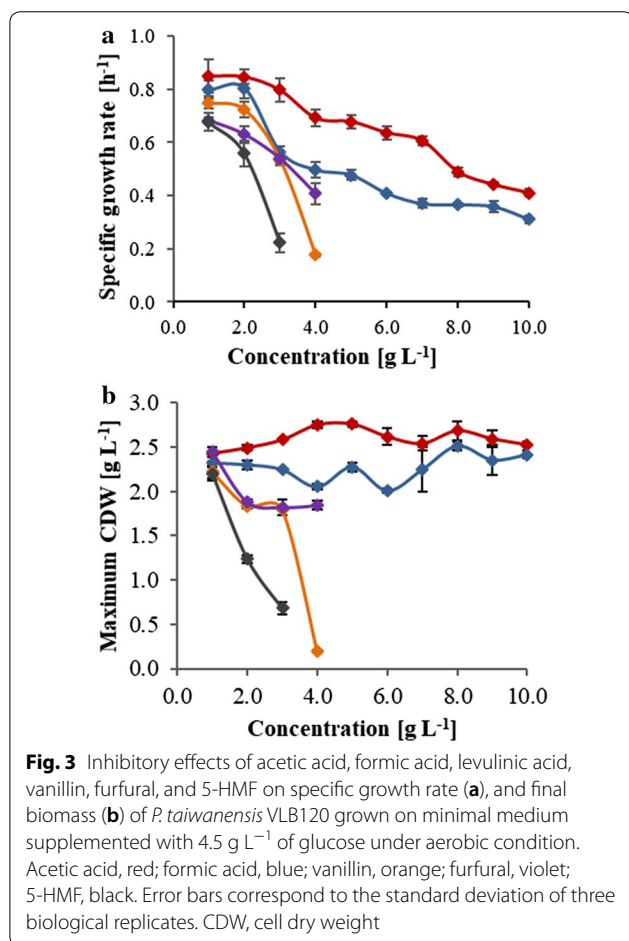 a
Specific growth rate [h⁻¹]
1.0
0.8
0.6
0.4
0.2
0.0
0.0 2.0 4.0 6.0 8.0 10.0
Concentration [g L⁻¹]
b
Maximum CDW [g L⁻¹]
3.0
2.5
2.0
1.5
1.0
0.5
0.0
0.0 2.0 4.0 6.0 8.0 10.0
Concentration [g L⁻¹]
Fig. 3 Inhibitory effects of acetic acid, formic acid, levulinic acid,
vanillin, furfural, and 5-HMF on specific growth rate (a), and final
biomass (b) of P. taiwanensis VLB120 grown on minimal medium
supplemented with 4.5 g L⁻¹ of glucose under aerobic condition.
Acetic acid, red; formic acid, blue; vanillin, orange; furfural, violet;
5-HMF, black. Error bars correspond to the standard deviation of three
biological replicates. CDW, cell dry weight